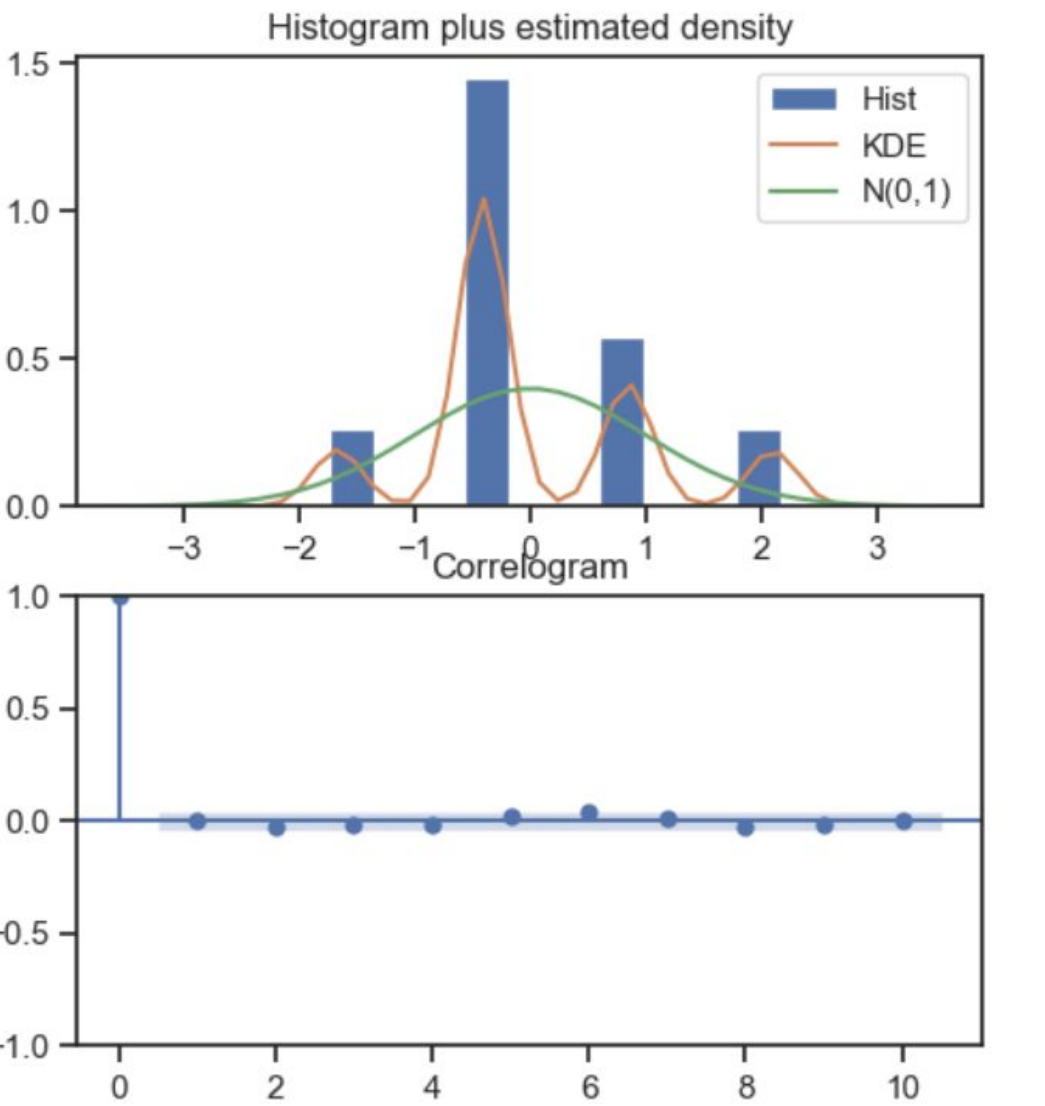 Histogram plus estimated density
1.5
1.0
0.5
0.0
Hist
KDE
N(0,1)
−3 −2 −1 0 1 2 3
Correlogram
1.0
0.5
0.0
−0.5
−1.0
0 2 4 6 8 10